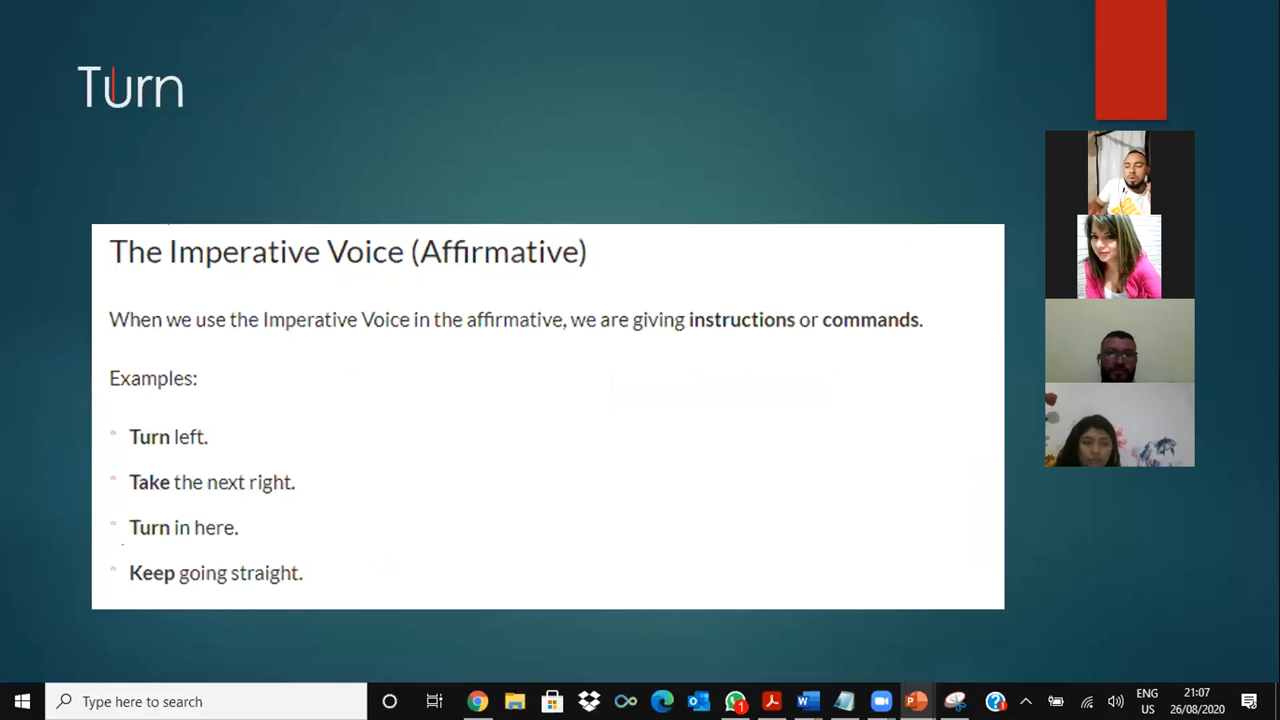 Turn
The Imperative Voice (Affirmative)
When we use the Imperative Voice in the affirmative, we are giving instructions or commands.
Examples:
Turn left.
Take the next right.
Turn in here.
Keep going straight.
Type here to search
1
ENG
US
21:07
26/08/2020
3